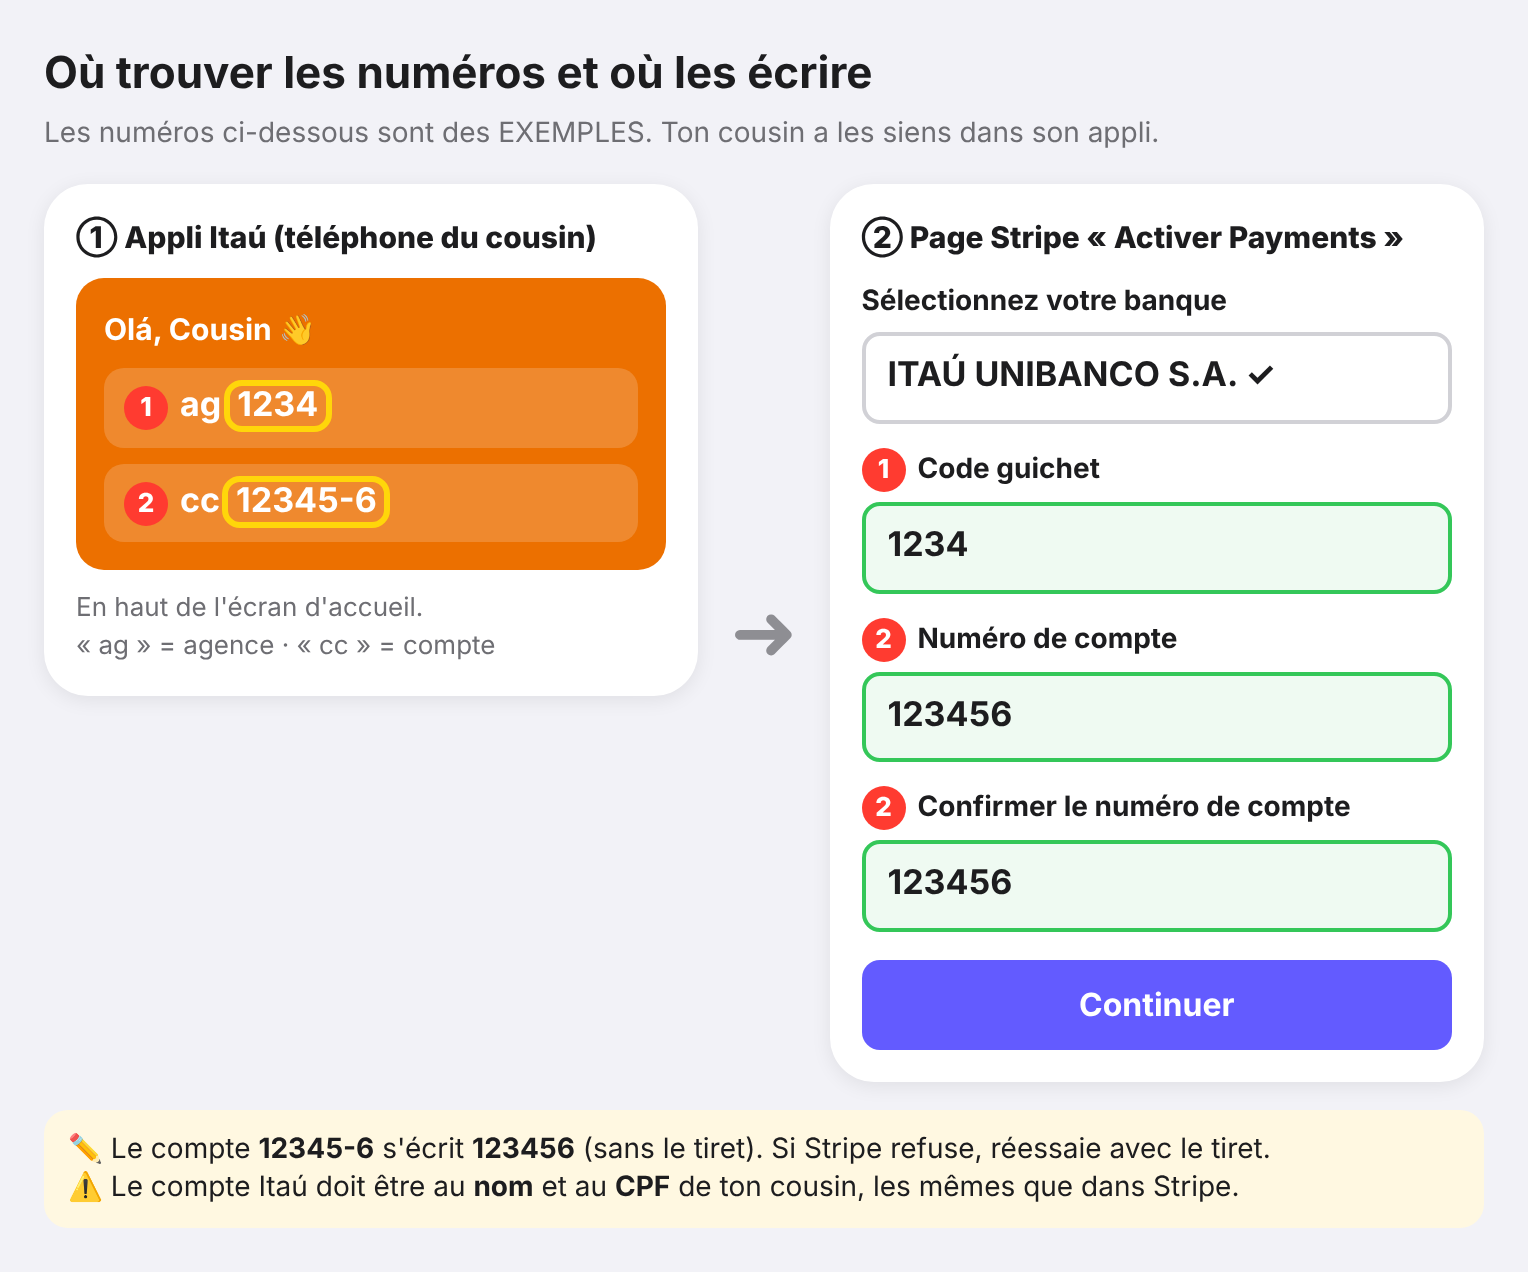 Où trouver les numéros et où les écrire
Les numéros ci-dessous sont des EXEMPLES. Ton cousin a les siens dans son appli.
① Appli Itaú (téléphone du cousin)
Olá, Cousin 👋
1 ag 1234
2 cc 12345-6
En haut de l'écran d'accueil.
« ag » = agence · « cc » = compte
➜
② Page Stripe « Activer Payments »
Sélectionnez votre banque
ITAÚ UNIBANCO S.A. ✓
1 Code guichet
1234
2 Numéro de compte
123456
2 Confirmer le numéro de compte
123456
Continuer
✏️ Le compte 12345-6 s'écrit 123456 (sans le tiret). Si Stripe refuse, réessaie avec le tiret.
⚠️ Le compte Itaú doit être au nom et au CPF de ton cousin, les mêmes que dans Stripe.